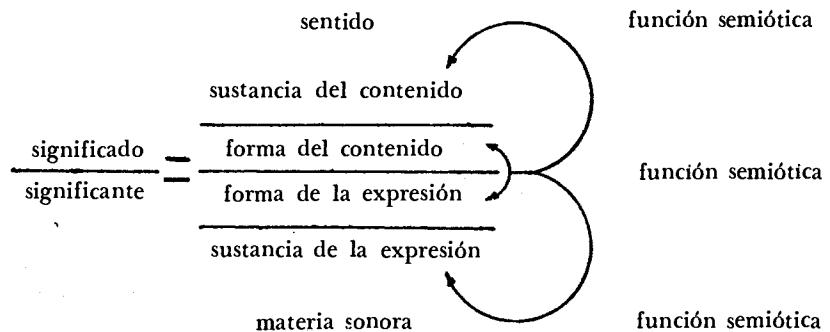 sentido función semiótica
sustancia del contenido
significado = forma del contenido
significante forma de la expresión función semiótica
sustancia de la expresión
materia sonora función semiótica